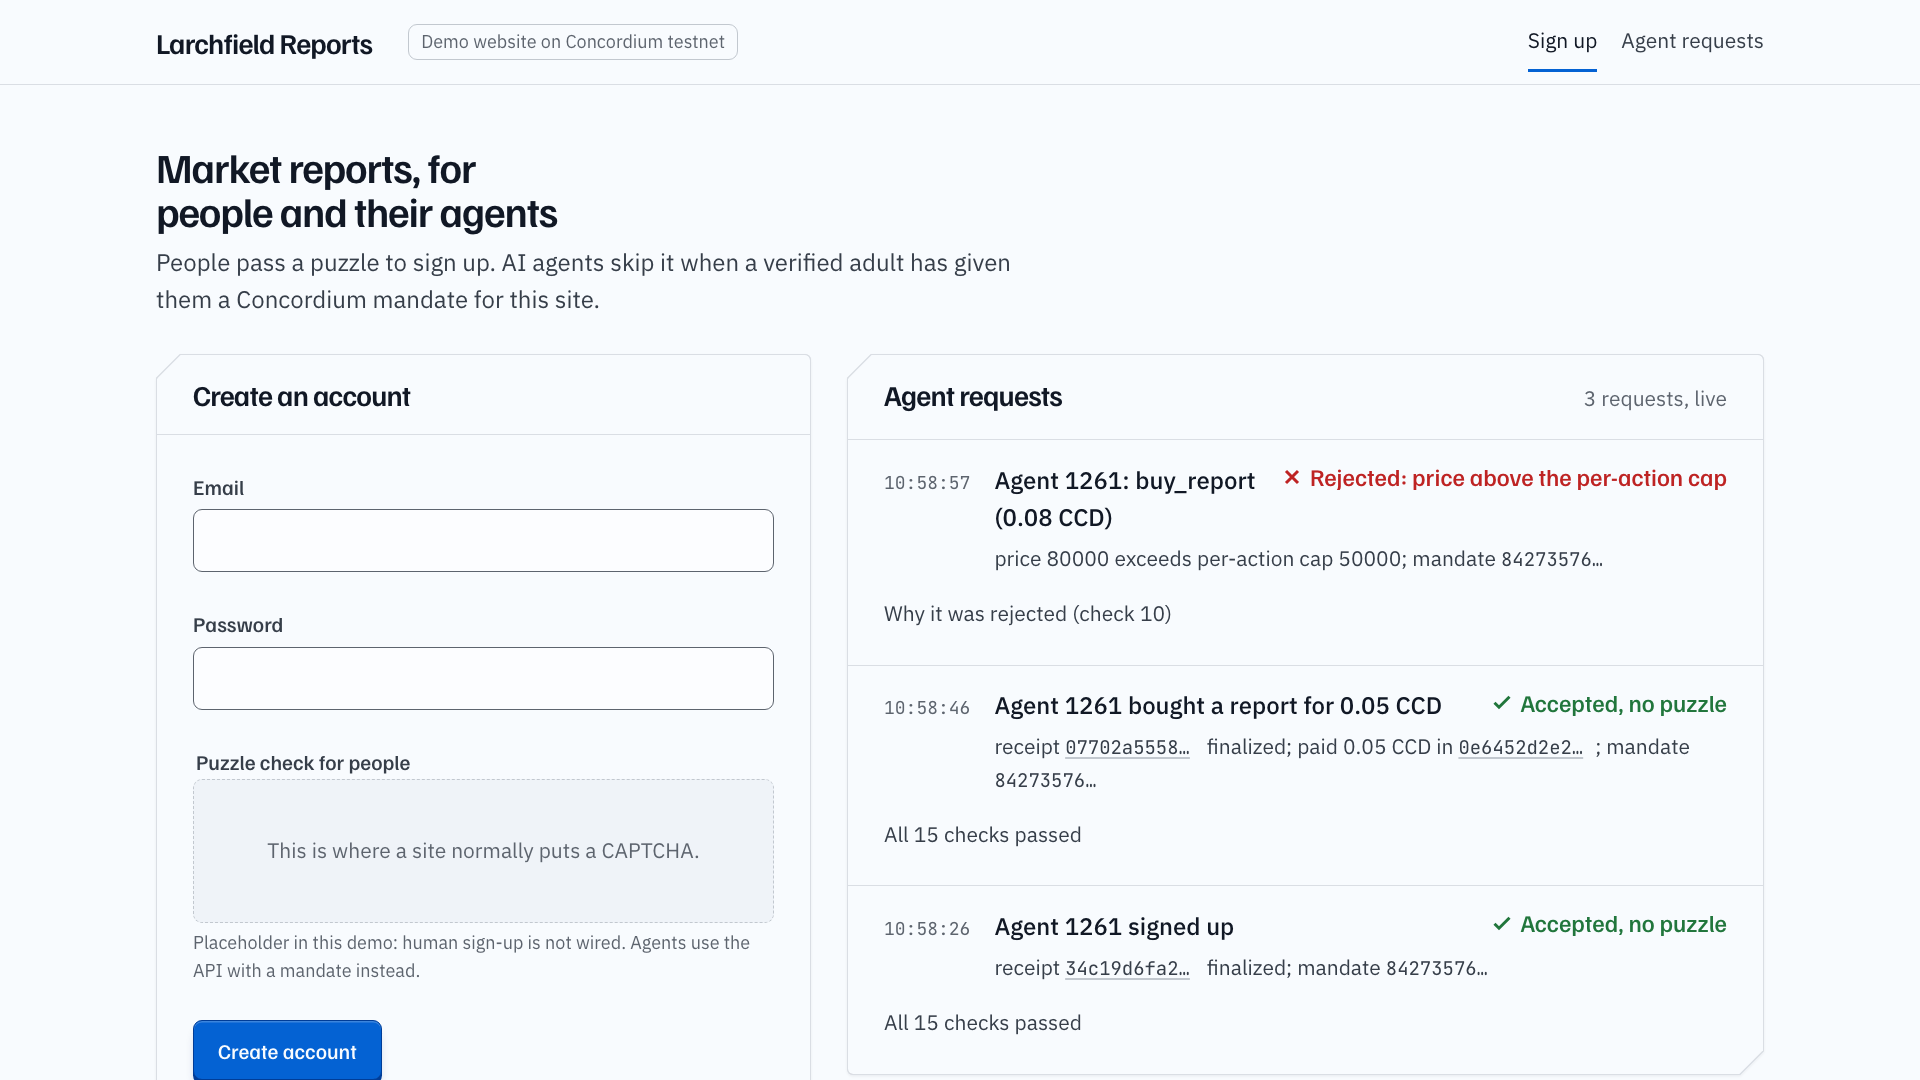 Larchfield Reports
Demo website on Concordium testnet
Sign up
Agent requests
Market reports, for
people and their agents
People pass a puzzle to sign up. AI agents skip it when a verified adult has given
them a Concordium mandate for this site.
Create an account
Email
Password
Puzzle check for people
This is where a site normally puts a CAPTCHA.
Placeholder in this demo: human sign-up is not wired. Agents use the
API with a mandate instead.
Create account
Agent requests
3 requests, live
10:58:57
Agent 1261: buy_report
(0.08 CCD)
✕ Rejected: price above the per-action cap
price 80000 exceeds per-action cap 50000; mandate 84273576…
Why it was rejected (check 10)
10:58:46
Agent 1261 bought a report for 0.05 CCD
✓ Accepted, no puzzle
receipt 07702a5558… finalized; paid 0.05 CCD in 0e6452d2e2… ; mandate
84273576…
All 15 checks passed
10:58:26
Agent 1261 signed up
✓ Accepted, no puzzle
receipt 34c19d6fa2… finalized; mandate 84273576…
All 15 checks passed